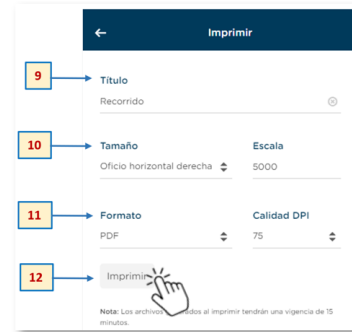 Imprimir
9
Título
Recorrido
10
Tamaño Escala
Oficio horizontal derecha 5000
11
Formato Calidad DPI
PDF 75
12
Imprimir
Nota: Los archivos ados al imprimir tendrán una vigencia de 15
minutos.